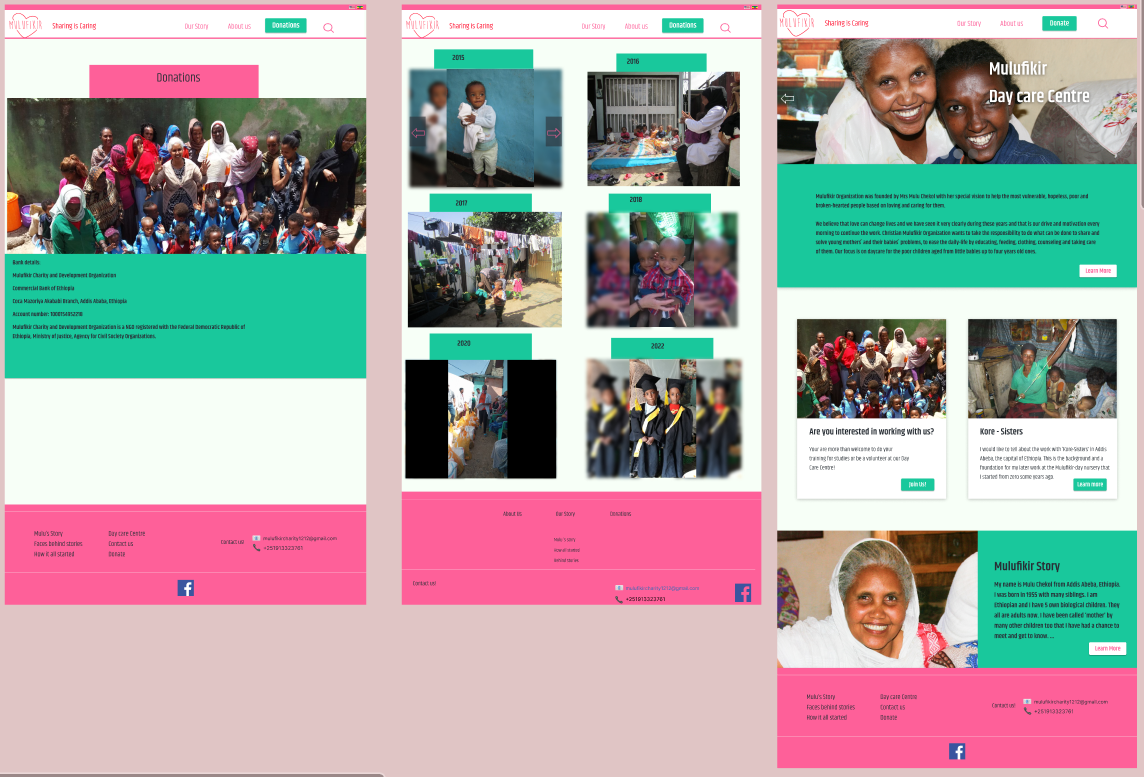 MULUFIKIR
Sharing is Caring
Our Story
About us
Donations
Donations
Bank details:
Mulufikir Charity and Development Organization
Commercial Bank of Ethiopia
Coca Mazoriya Akababi Branch, Addis Ababa, Ethiopia
Mulufikir Charity and Development Organization is a NGO registered with the Federal Democratic Republic of
Ethiopia, Ministry of Justice, Agency for Civil Society Organizations.
Mulu's Story
Faces behind stories
How it all started
Day care Centre
Contact us
Donate
Contact us!
mulufikircharity1212@gmail.com
+251913323761
MULUFIKIR
Sharing is Caring
Our Story
About us
Donations
2015
2016
2017
2018
2020
2022
About Us
Our Story
Donations
Mulu's story
Contact us!
mulufikircharity1212@gmail.com
+251913323761
MULUFIKIR
Sharing is Caring
Our Story
About us
Donate
Mulufikir
Day care Centre
Mulufikir Organization was founded by Mrs Mulu Chekol with her special vision to help the most vulnerable, hopeless, poor and
broken-hearted people based on loving and caring for them.
We believe that love can change lives and we have seen it very clearly during these years and that is our drive and motivation every
morning to continue the work. Christian Mulufikir Organization wants to take the responsibility to do what can be done to share and
solve young mothers' and their babies' problems, to ease the daily-life by educating, feeding, clothing, counseling and taking care
of them. Our focus is on daycare for the poor children aged from little babies up to four years old ones.
Learn More
Are you interested in working with us?
Your are more than welcome to do your
training for studies or be a volunteer at our Day
Care Centre!
Join Us!
Kore - Sisters
I would like to tell about the work with 'Kore-Sisters' in Addis
Abeba, the capital of Ethiopia. This is the background and a
foundation for my later work at the Mulufikir-day nursery that
I started from zero some years ago.
Learn more
Mulufikir Story
My name is Mulu Chekol from Addis Abeba, Ethiopia.
I was born in 1955 with many siblings. I am
Ethiopian and I have 5 own biological children. They
all are adults now. I have been called 'mother' by
many other children too that I have had a chance to
meet and get to know. ...
Learn More
Mulu's Story
Faces behind stories
How it all started
Day care Centre
Contact us
Donate
Contact us!
mulufikircharity1212@gmail.com
+251913323761